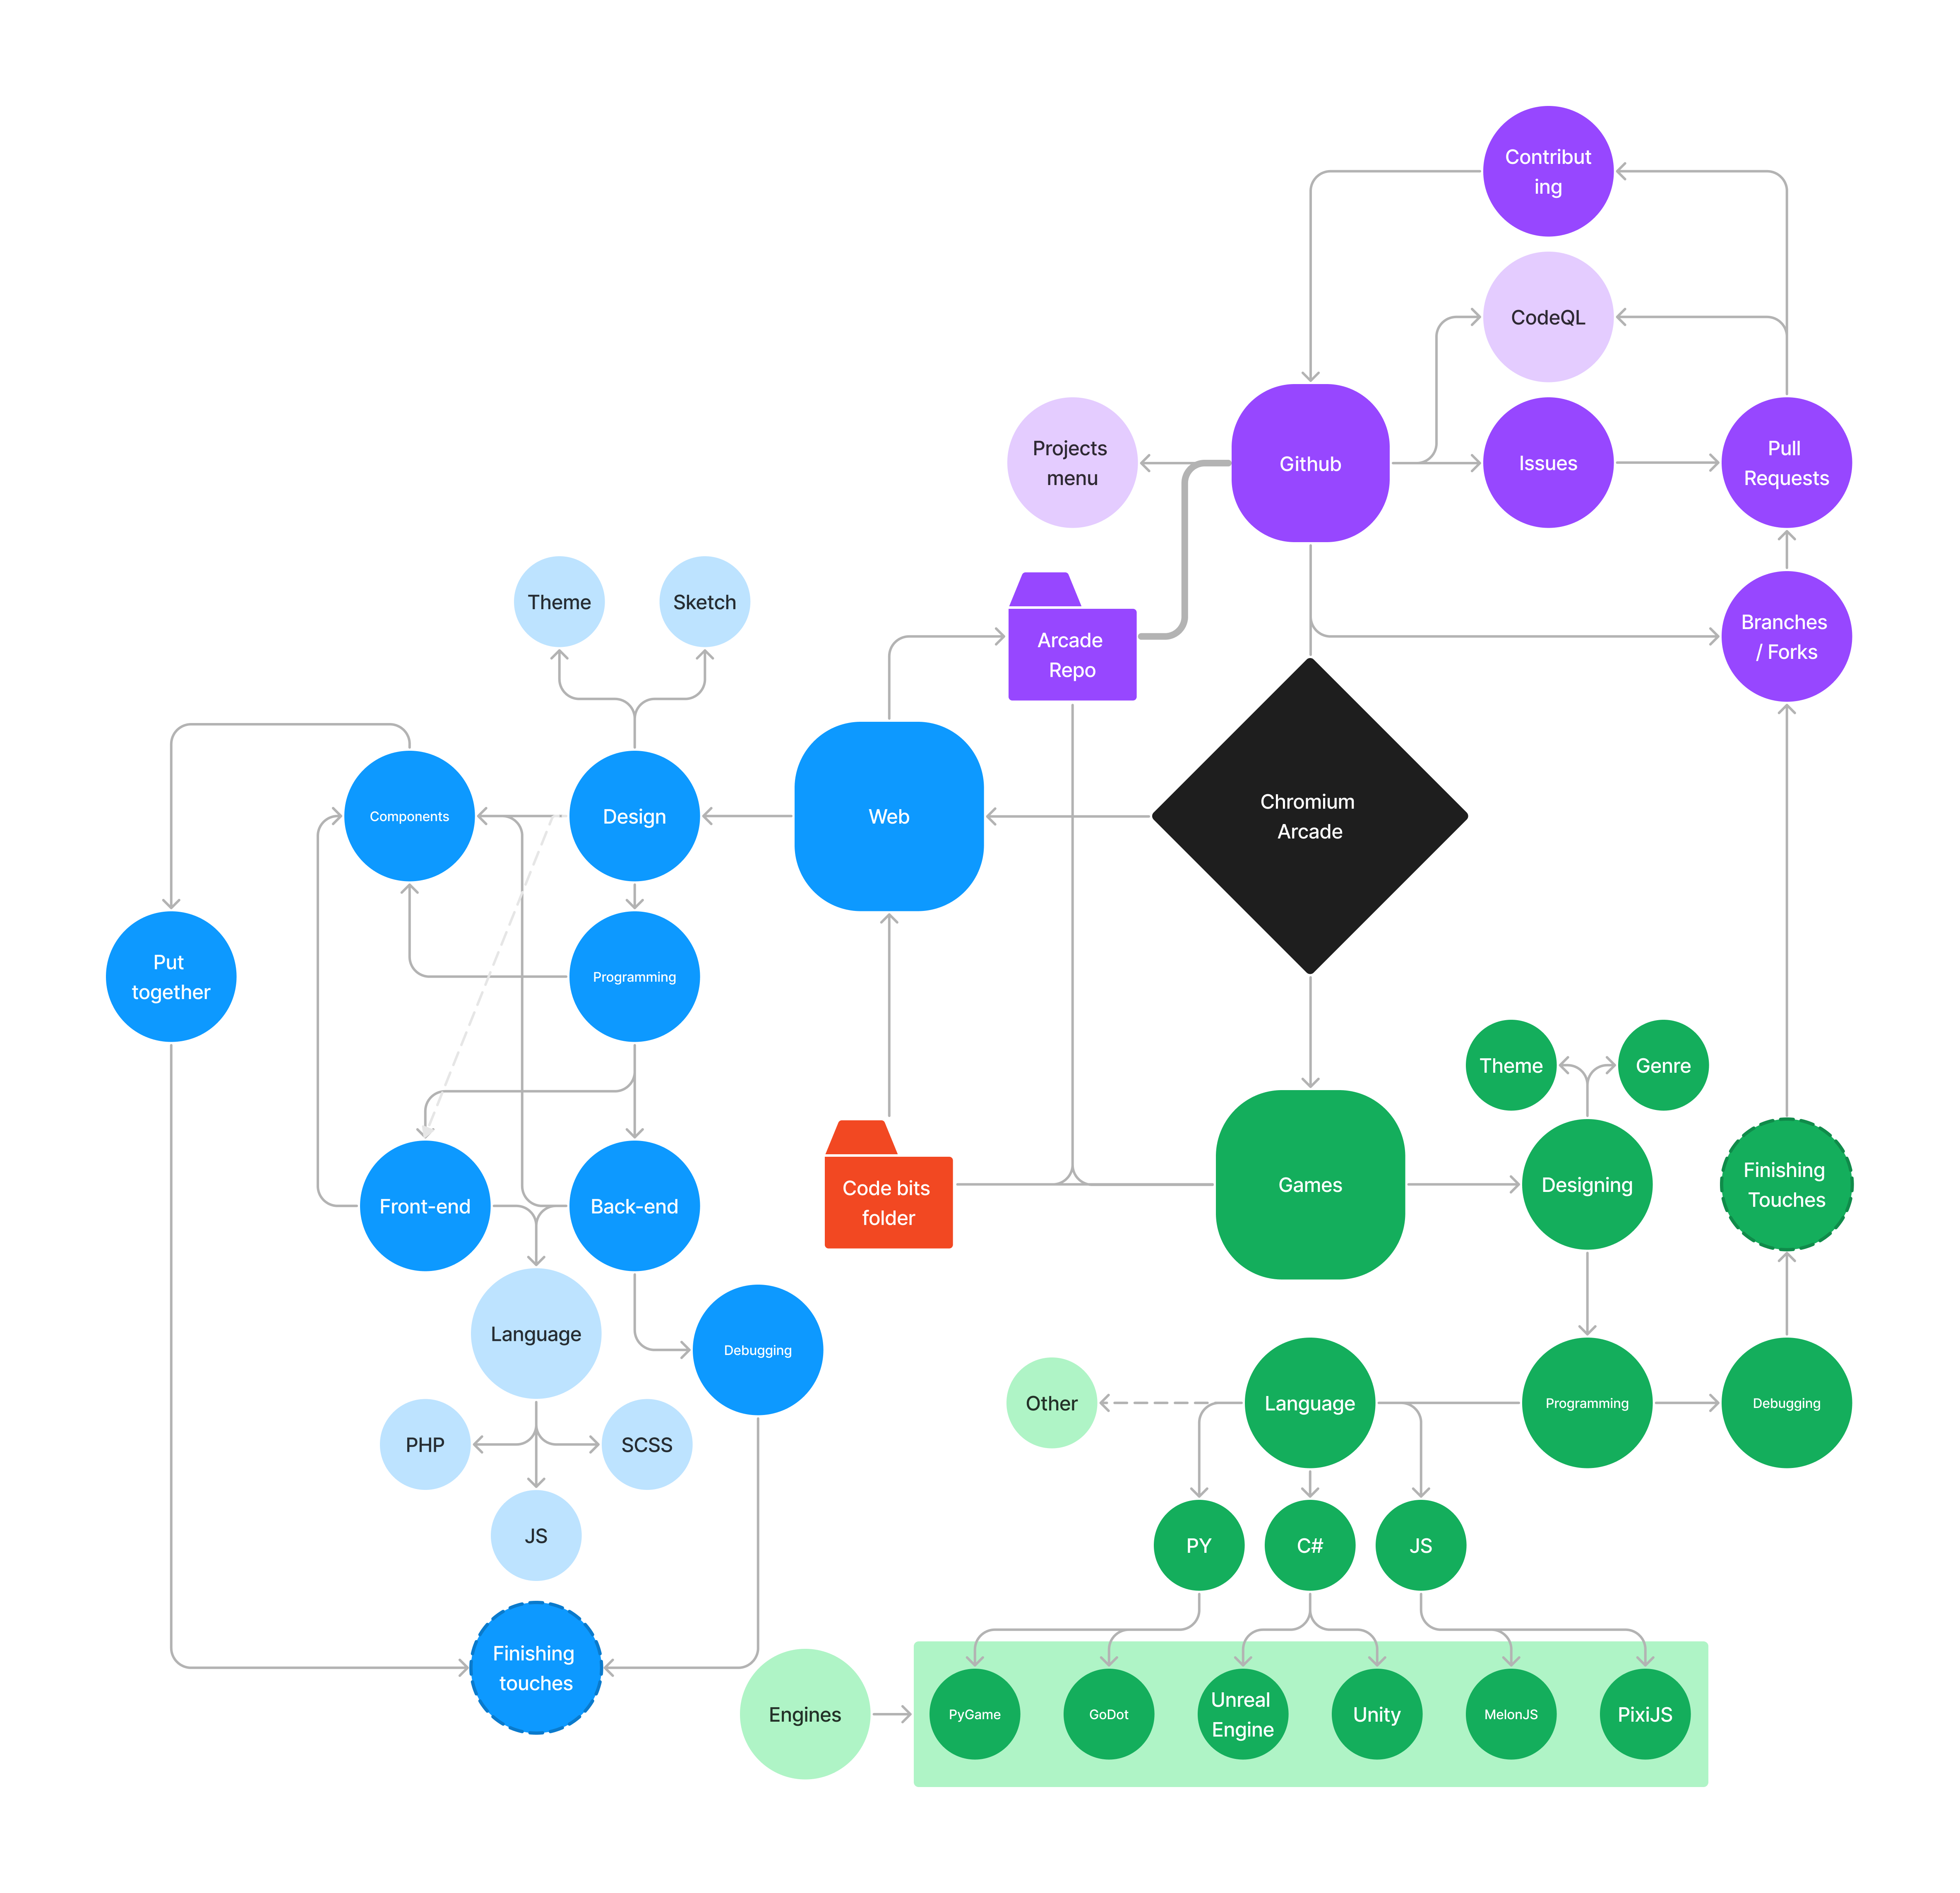 Contribut
ing
CodeQL
Projects
menu
Github
Issues
Pull
Requests
Theme
Sketch
Arcade
Repo
Branches
/ Forks
Components
Design
Web
Chromium
Arcade
Put
together
Programming
Theme
Genre
Front-end
Back-end
Code bits
folder
Games
Designing
Finishing
Touches
Language
Debugging
Other
Language
Programming
Debugging
PHP
SCSS
JS
PY
C#
JS
Finishing
touches
Engines
PyGame
GoDot
Unreal
Engine
Unity
MelonJS
PixiJS